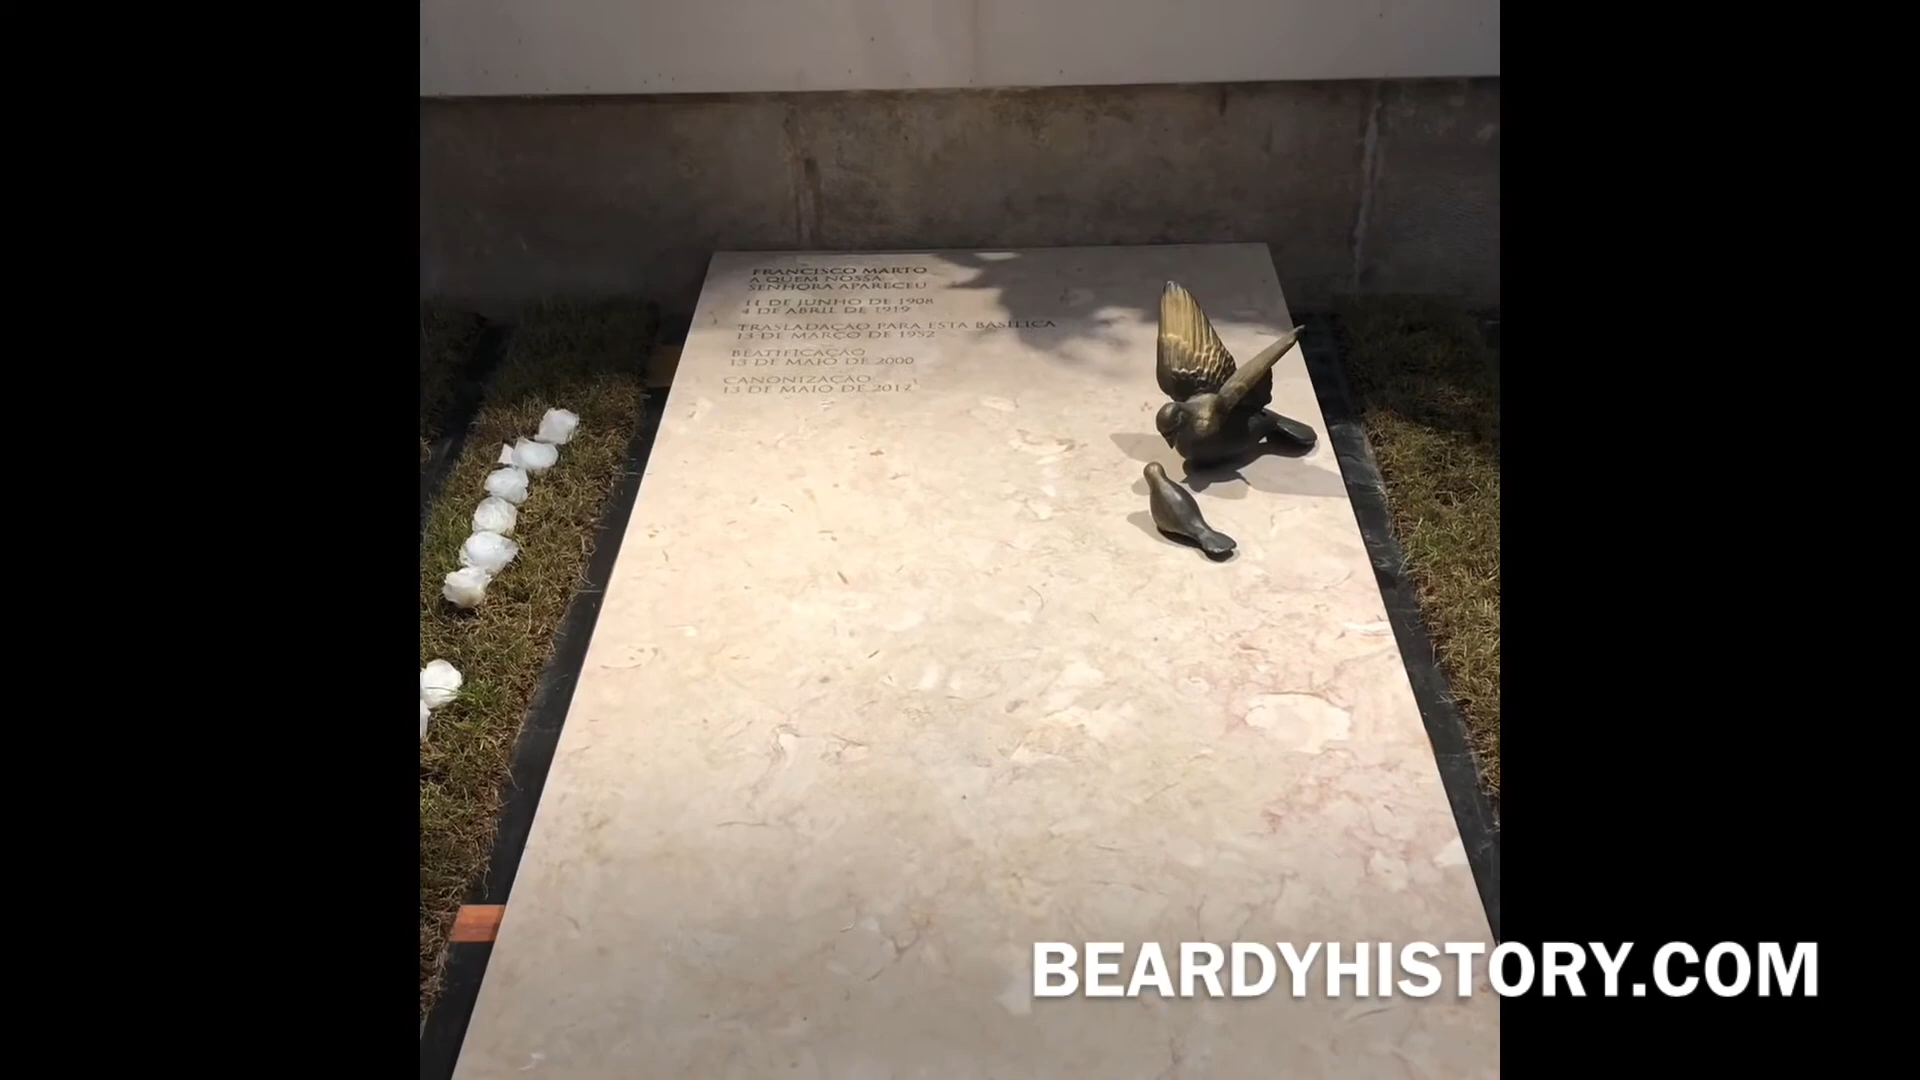 FRANCISCO MARTO
A QUEM NOSSA
SENHORA APARECEU
11 DE JUNHO DE 1908
4 DE ABRIL DE 1919
TRASLADAÇÃO PARA ESTA BASÍLICA
13 DE MARÇO DE 1952
BEATIFICAÇÃO
13 DE MAIO DE 2000
CANONIZAÇÃO
13 DE MAIO DE 2017
BEARDYHISTORY.COM